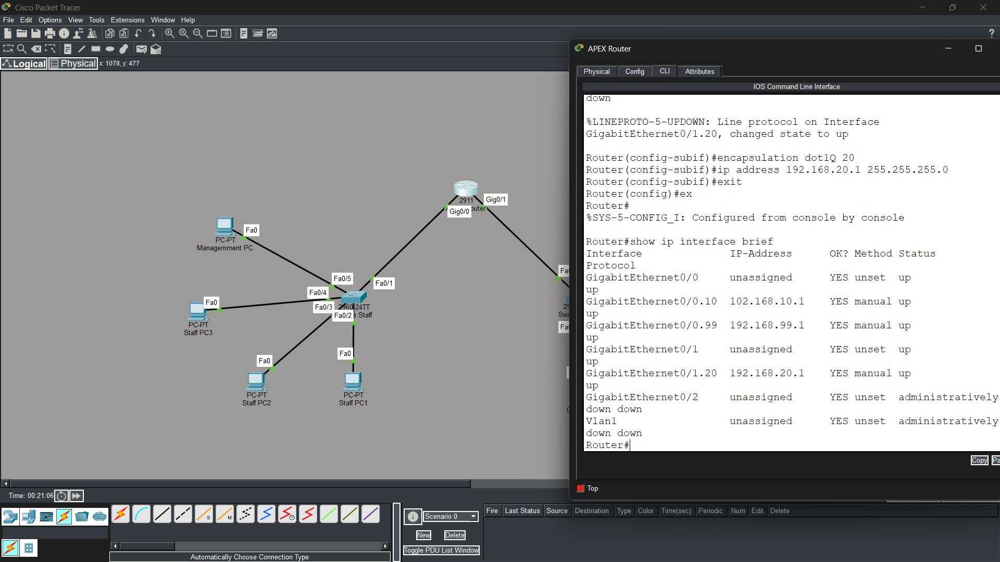 Cisco Packet Tracer
File Edit Options View Tools Extensions Window Help
?
Logical Physical x: 1078, y: 477
APEX Router
Physical Config CLI Attributes
IOS Command Line Interface
down
%LINEPROTO-5-UPDOWN: Line protocol on Interface
GigabitEthernet0/1.20, changed state to up
Router(config-subif)#encapsulation dot1Q 20
Router(config-subif)#ip address 192.168.20.1 255.255.255.0
Router(config-subif)#exit
Router(config)#ex
Router#
%SYS-5-CONFIG_I: Configured from console by console
Router#show ip interface brief
Interface IP-Address OK? Method Status
Protocol
GigabitEthernet0/0 unassigned YES unset up
up
GigabitEthernet0/0.10 102.168.10.1 YES manual up
up
GigabitEthernet0/0.99 192.168.99.1 YES manual up
up
GigabitEthernet0/1 unassigned YES unset up
up
GigabitEthernet0/1.20 192.168.20.1 YES manual up
up
GigabitEthernet0/2 unassigned YES unset administratively
down down
Vlan1 unassigned YES unset administratively
down down
Router#
Copy
Top
2911
Gig0/1
Gig0/0
Fa0
PC-PT
Managemment PC
Fa0/5
Fa0/1
Fa0/4
Fa0/3
Fa0/2
2960-24TT
Staff
Fa0
PC-PT
Staff PC3
Fa0
PC-PT
Staff PC2
Fa0
PC-PT
Staff PC1
Time: 00:21:06
S
M
Scenario 0
New Delete
Toggle PDU List Window
Fire Last Status Source Destination Type Color Time(sec) Periodic Num Edit Delete
Automatically Choose Connection Type